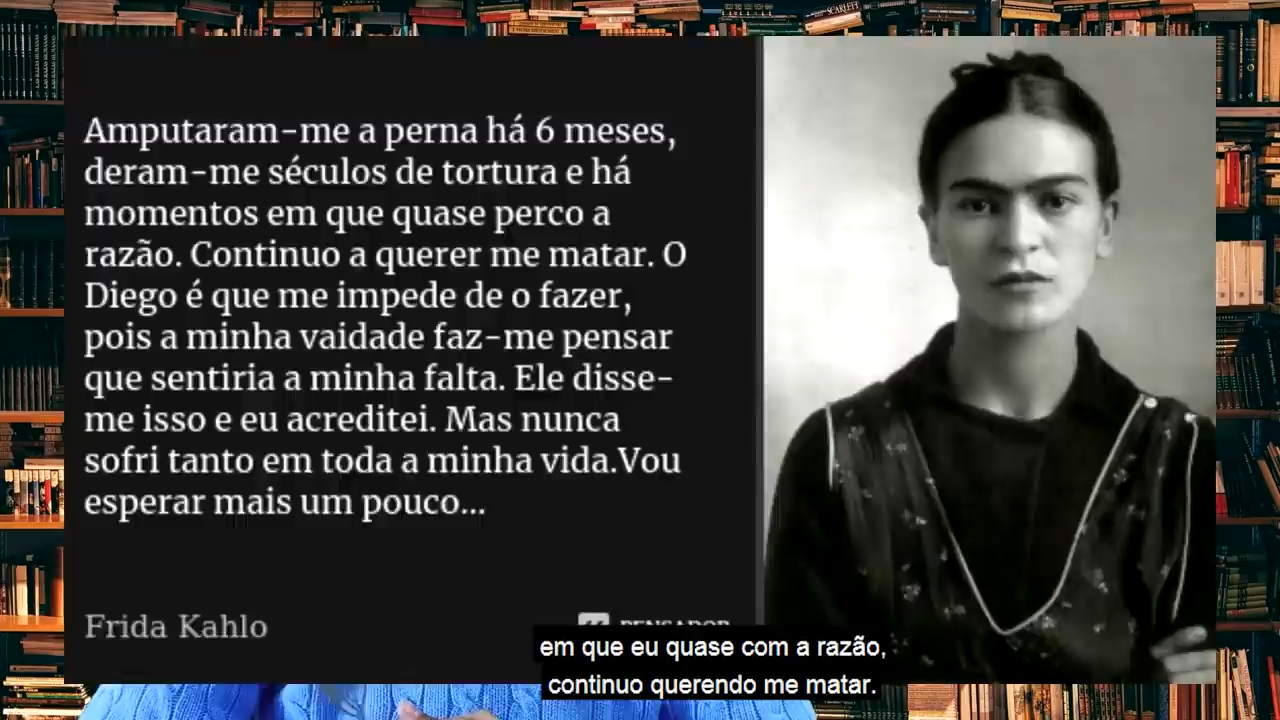 Amputaram-me a perna há 6 meses,
deram-me séculos de tortura e há
momentos em que quase perco a
razão. Continuo a querer me matar. O
Diego é que me impede de o fazer,
pois a minha vaidade faz-me pensar
que sentiria a minha falta. Ele disse-
me isso e eu acreditei. Mas nunca
sofri tanto em toda a minha vida.Vou
esperar mais um pouco...
Frida Kahlo
PENSADOR
em que eu quase com a razão,
continuo querendo me matar.
SCARLETT